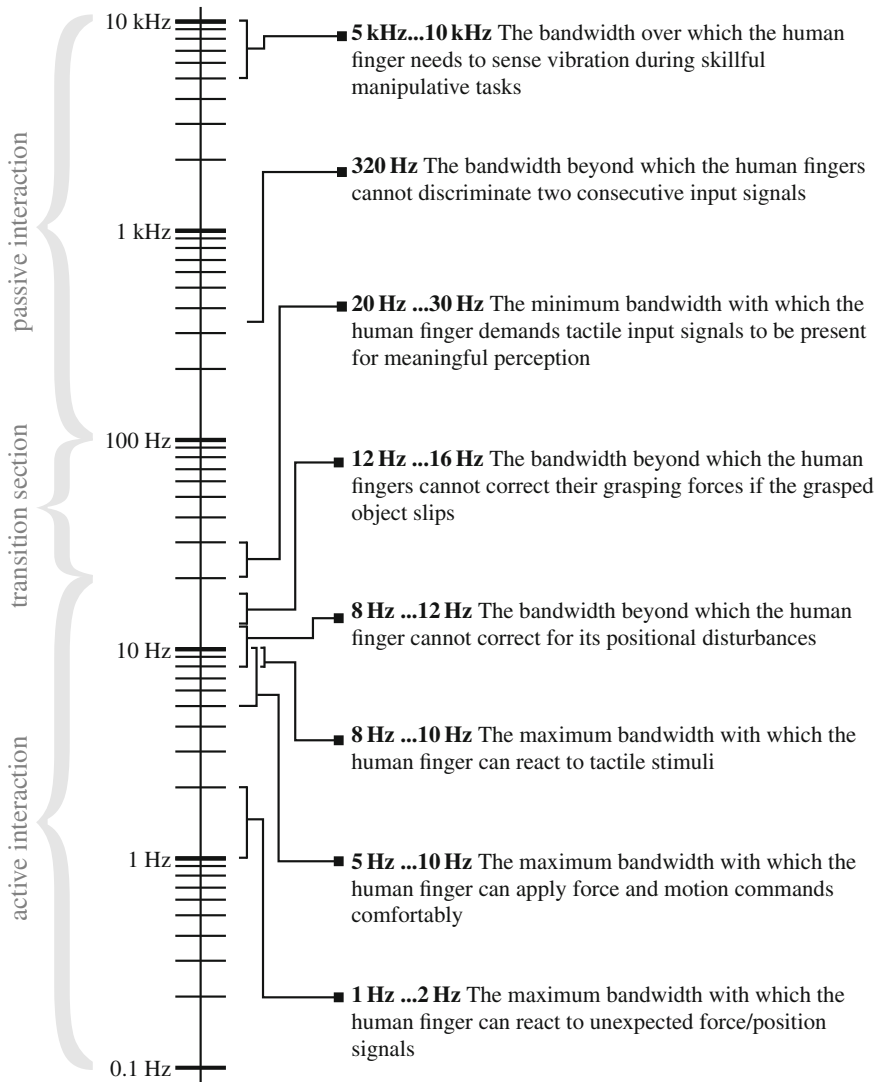 10 kHz
5 kHz...10 kHz The bandwidth over which the human
finger needs to sense vibration during skillful
manipulative tasks
passive interaction
320 Hz The bandwidth beyond which the human fingers
cannot discriminate two consecutive input signals
1 kHz
20 Hz ...30 Hz The minimum bandwidth with which the
human finger demands tactile input signals to be present
for meaningful perception
100 Hz
transition section
12 Hz ...16 Hz The bandwidth beyond which the human
fingers cannot correct their grasping forces if the grasped
object slips
8 Hz ...12 Hz The bandwidth beyond which the human
finger cannot correct for its positional disturbances
10 Hz
active interaction
8 Hz ...10 Hz The maximum bandwidth with which the
human finger can react to tactile stimuli
1 Hz
5 Hz ...10 Hz The maximum bandwidth with which the
human finger can apply force and motion commands
comfortably
1 Hz ...2 Hz The maximum bandwidth with which the
human finger can react to unexpected force/position
signals
0.1 Hz